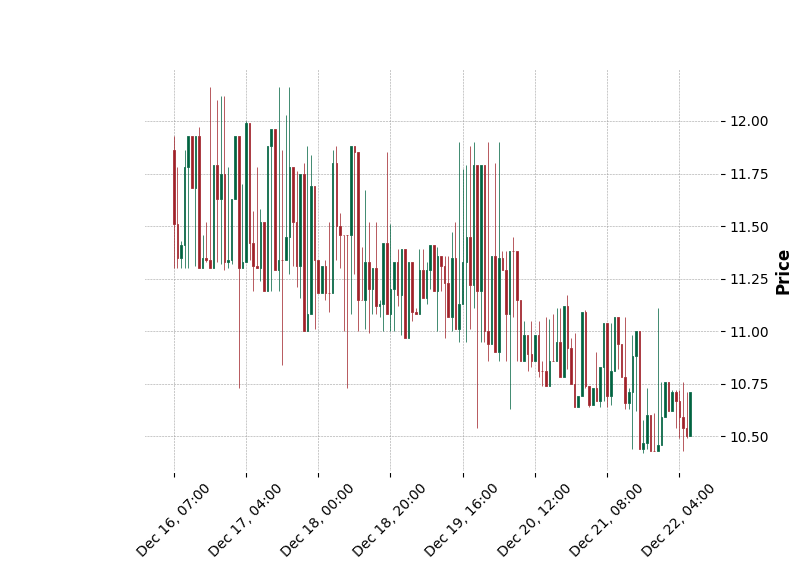 12.00
11.75
11.50
11.25
11.00
10.75
10.50
Price
Dec 16, 07:00
Dec 17, 04:00
Dec 18, 00:00
Dec 18, 20:00
Dec 19, 16:00
Dec 20, 12:00
Dec 21, 08:00
Dec 22, 04:00